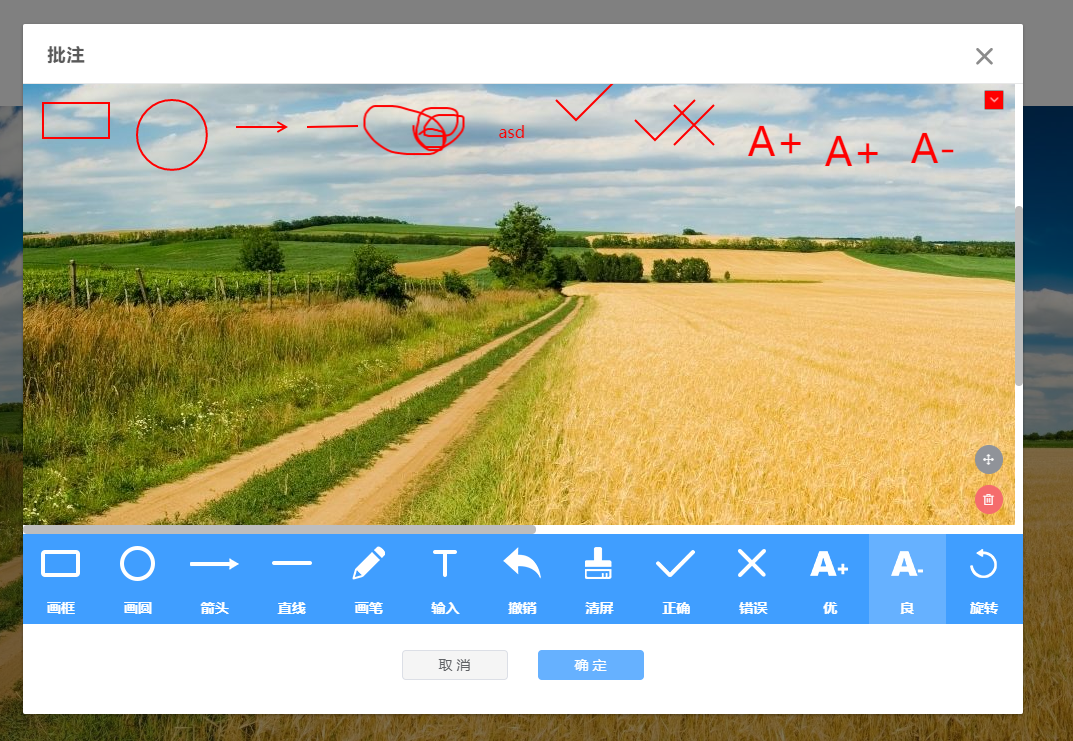 批注
asd
A+ A+ A-
A+ A-
画框 画圆 箭头 直线 画笔 输入 撤销 清屏 正确 错误 优 良 旋转
取消 确定